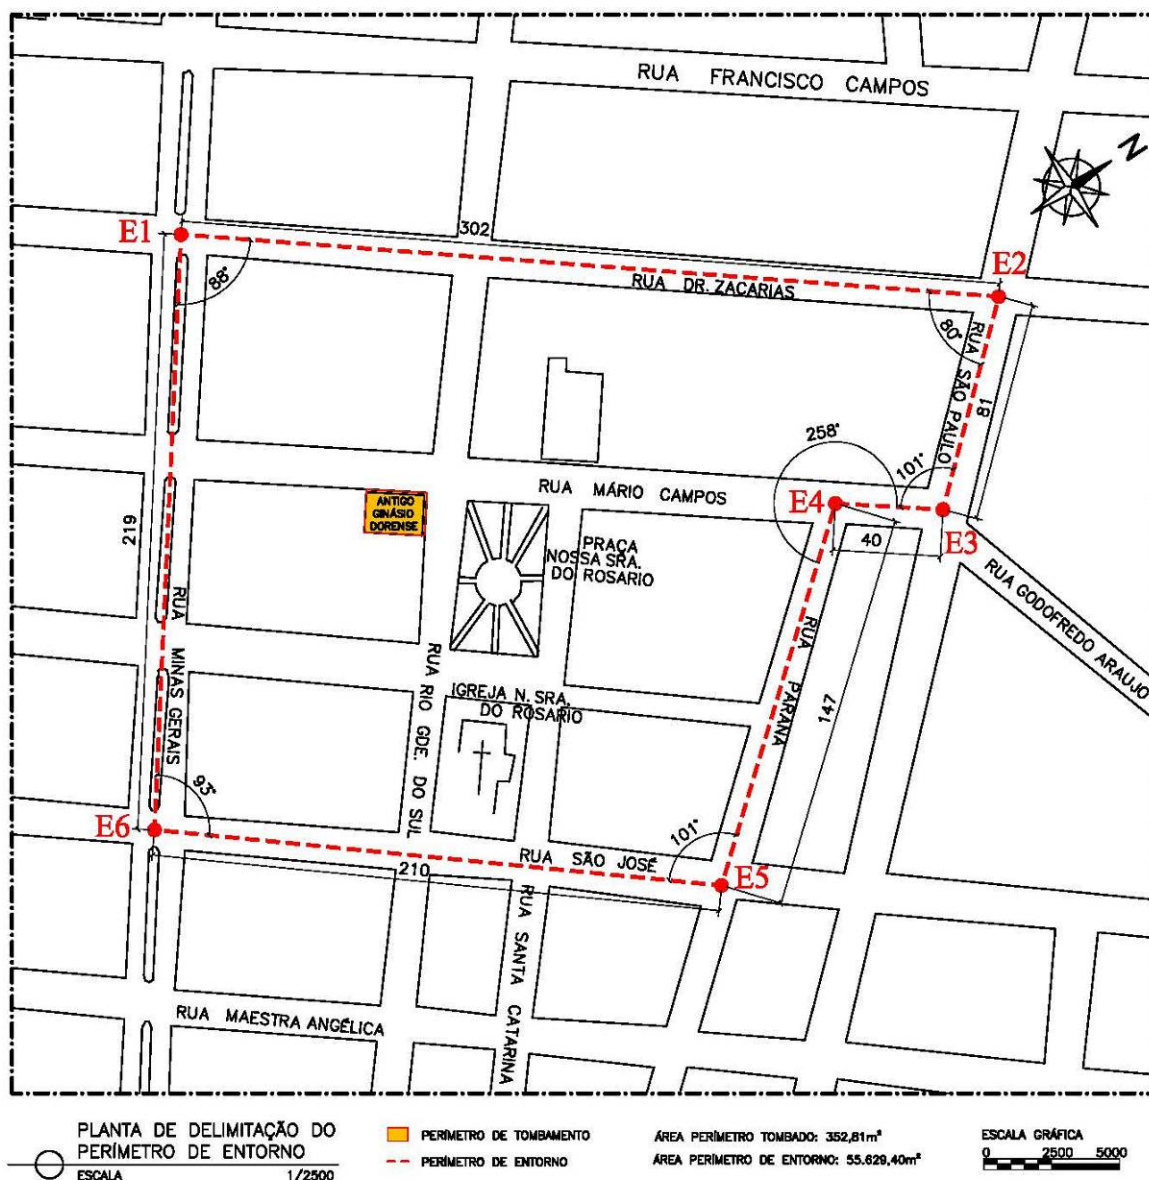 RUA FRANCISCO CAMPOS
N
E1
302
E2
88°
RUA DR. ZACARIAS
80°
RUA SÃO PAULO
81
258°
101°
RUA MÁRIO CAMPOS
E4
E3
40
ANTIGO
GINÁSIO
DORENSE
219
PRAÇA
NOSSA SRA.
DO ROSARIO
RUA GODOFREDO ARAUJO
RUA MINAS GERAIS
RUA RIO GDE. DO SUL
RUA PARANA
147
IGREJA N. SRA.
DO ROSARIO
93°
E6
101°
RUA SÃO JOSÉ
210
E5
RUA SANTA CATARINA
RUA MAESTRA ANGÉLICA
PLANTA DE DELIMITAÇÃO DO
PERÍMETRO DE ENTORNO
ESCALA 1/2500
PERÍMETRO DE TOMBAMENTO
PERÍMETRO DE ENTORNO
ÁREA PERÍMETRO TOMBADO: 352,81m²
ÁREA PERÍMETRO DE ENTORNO: 55.629,40m²
ESCALA GRÁFICA
0 2500 5000